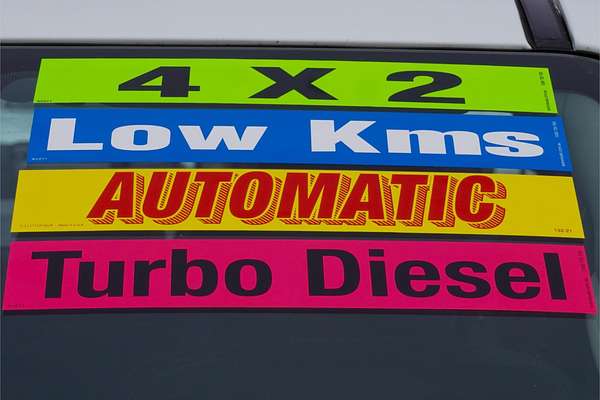 4 X 2
Low Kms
AUTOMATIC
Turbo Diesel